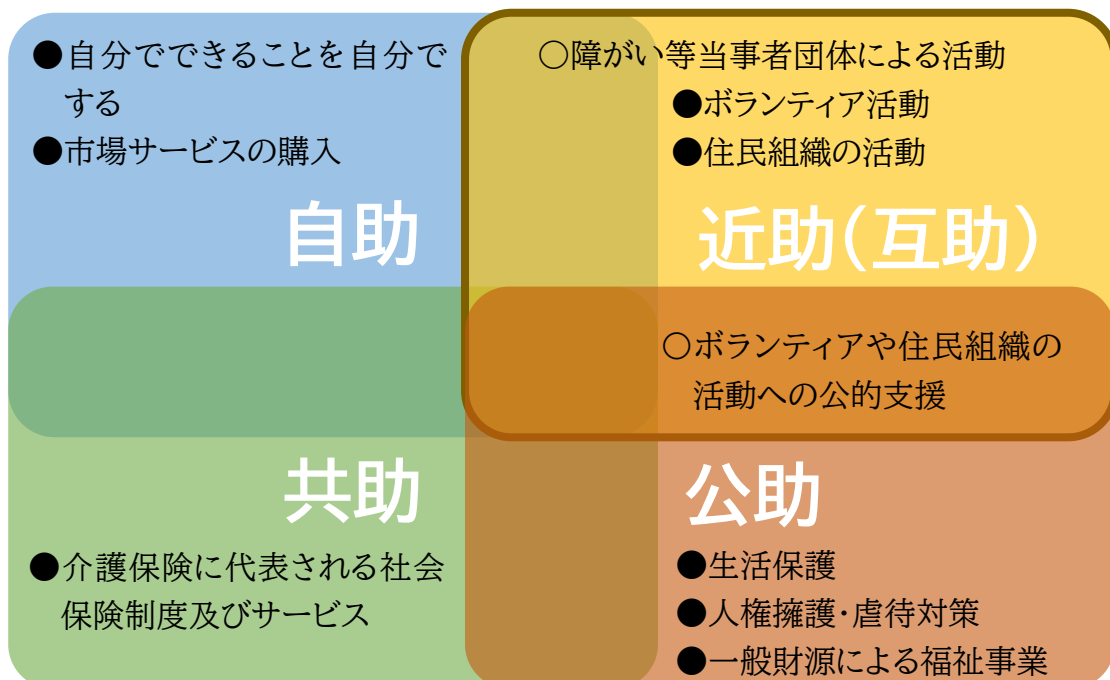 ●自分でできることを自分で
する
●市場サービスの購入
自助
○障がい等当事者団体による活動
●ボランティア活動
●住民組織の活動
近助（互助）
○ボランティアや住民組織の
活動への公的支援
共助
●介護保険に代表される社会
保険制度及びサービス
公助
●生活保護
●人権擁護・虐待対策
●一般財源による福祉事業